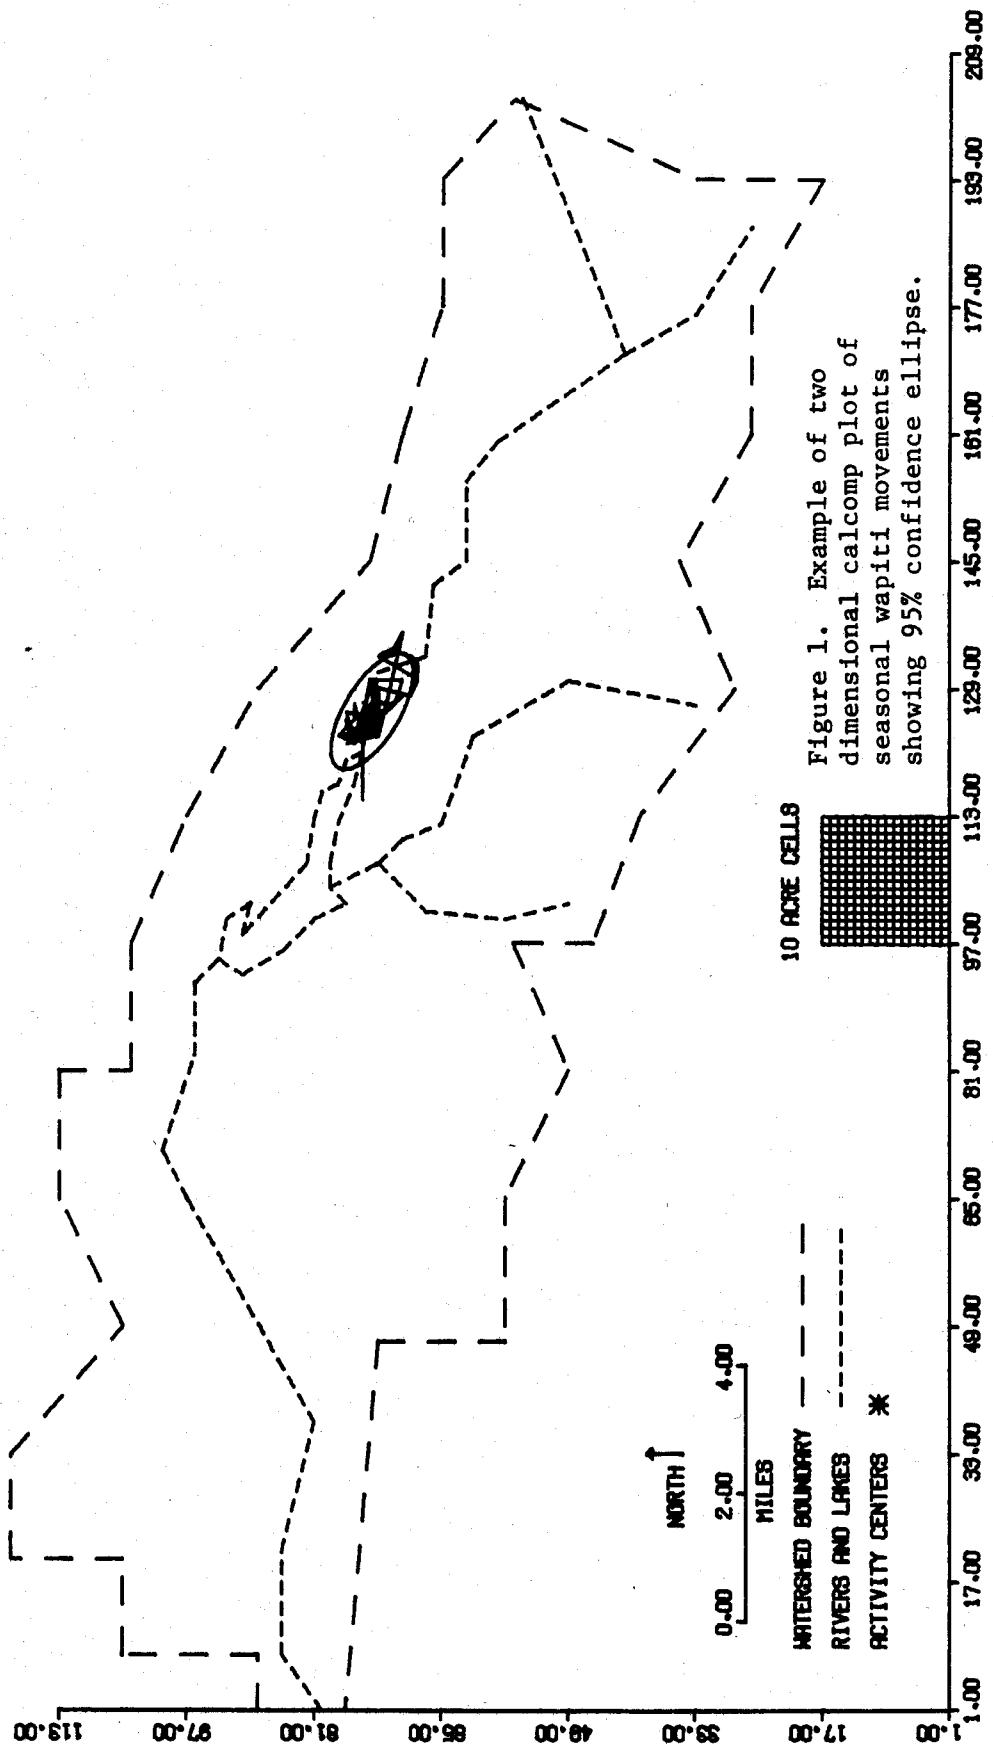 113.00
97.00
81.00
65.00
49.00
33.00
17.00
1.00
NORTH
0.00 2.00 4.00
MILES
WATERSHED BOUNDARY
RIVERS AND LAKES
ACTIVITY CENTERS
10 ACRE CELLS
Figure 1. Example of two
dimensional calcomp plot of
seasonal wapiti movements
showing 95% confidence ellipse.
1.00 17.00 33.00 49.00 65.00 81.00 97.00 113.00 129.00 145.00 161.00 177.00 193.00 209.00